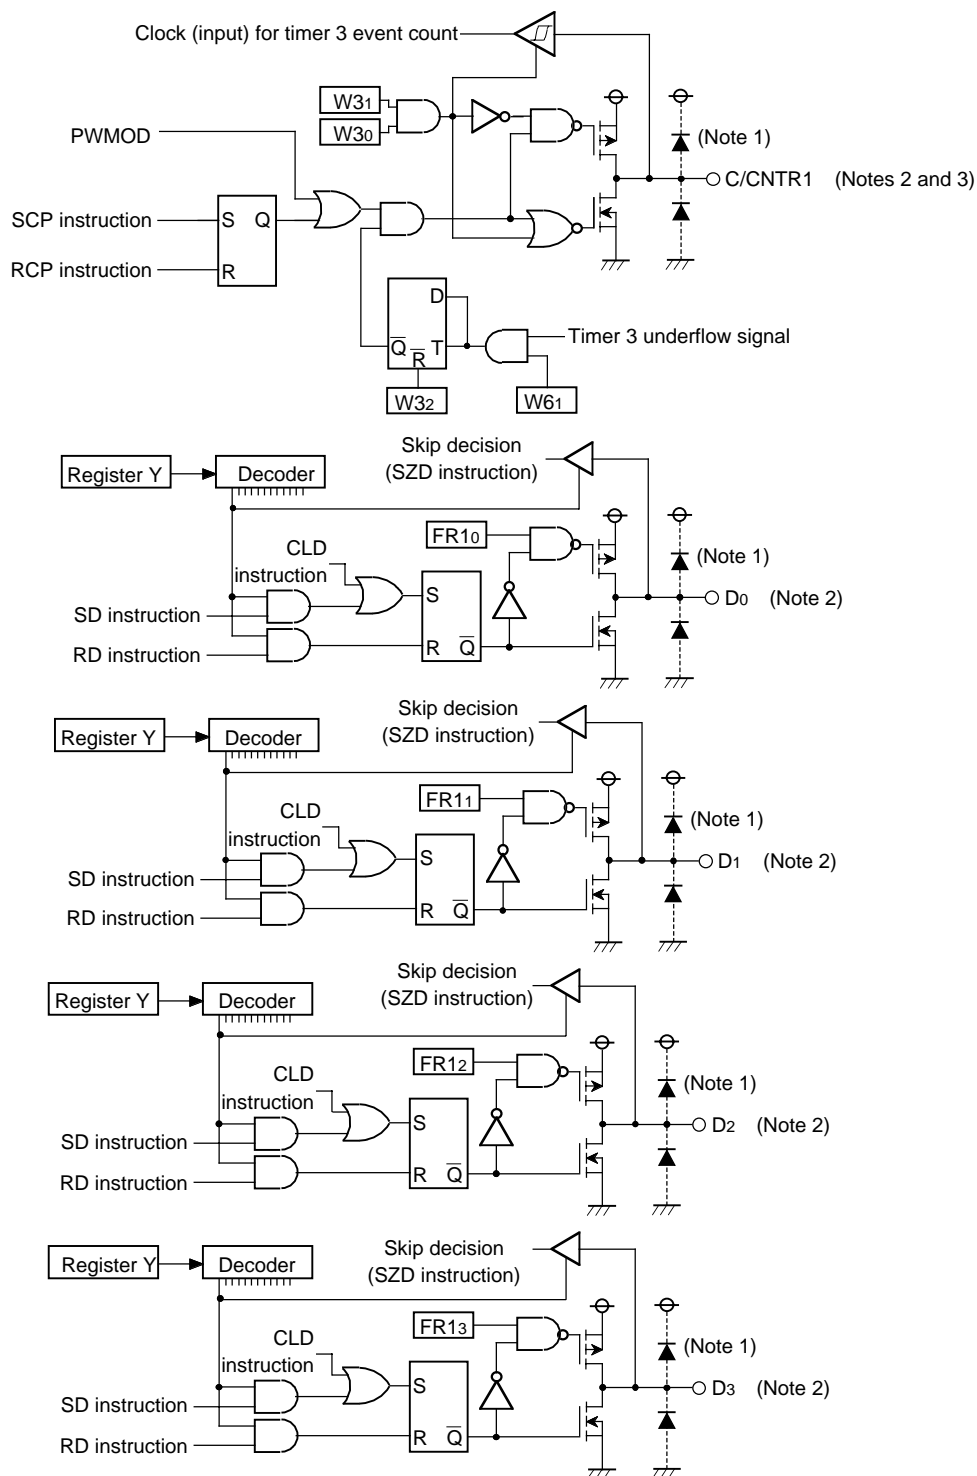 Clock (input) for timer 3 event count
W31
W30
PWMOD
(Note 1)
C/CNTR1 (Notes 2 and 3)
SCP instruction
S Q
RCP instruction
R
D
Q R T
Timer 3 underflow signal
W32
W61
Skip decision
(SZD instruction)
Register Y
Decoder
FR10
CLD
instruction
(Note 1)
S
D0 (Note 2)
SD instruction
R Q
RD instruction
Skip decision
(SZD instruction)
Register Y
Decoder
FR11
CLD
instruction
(Note 1)
S
D1 (Note 2)
SD instruction
R Q
RD instruction
Skip decision
(SZD instruction)
Register Y
Decoder
FR12
CLD
instruction
(Note 1)
S
D2 (Note 2)
SD instruction
R Q
RD instruction
Skip decision
(SZD instruction)
Register Y
Decoder
FR13
CLD
instruction
(Note 1)
S
D3 (Note 2)
SD instruction
R Q
RD instruction